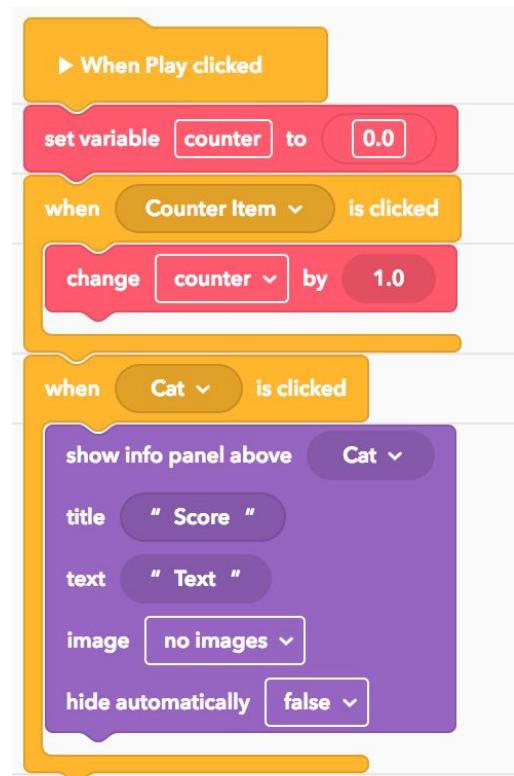 When Play clicked
set variable counter to 0.0
when Counter Item is clicked
change counter by 1.0
when Cat is clicked
show info panel above Cat
title " Score "
text " Text "
image no images
hide automatically false